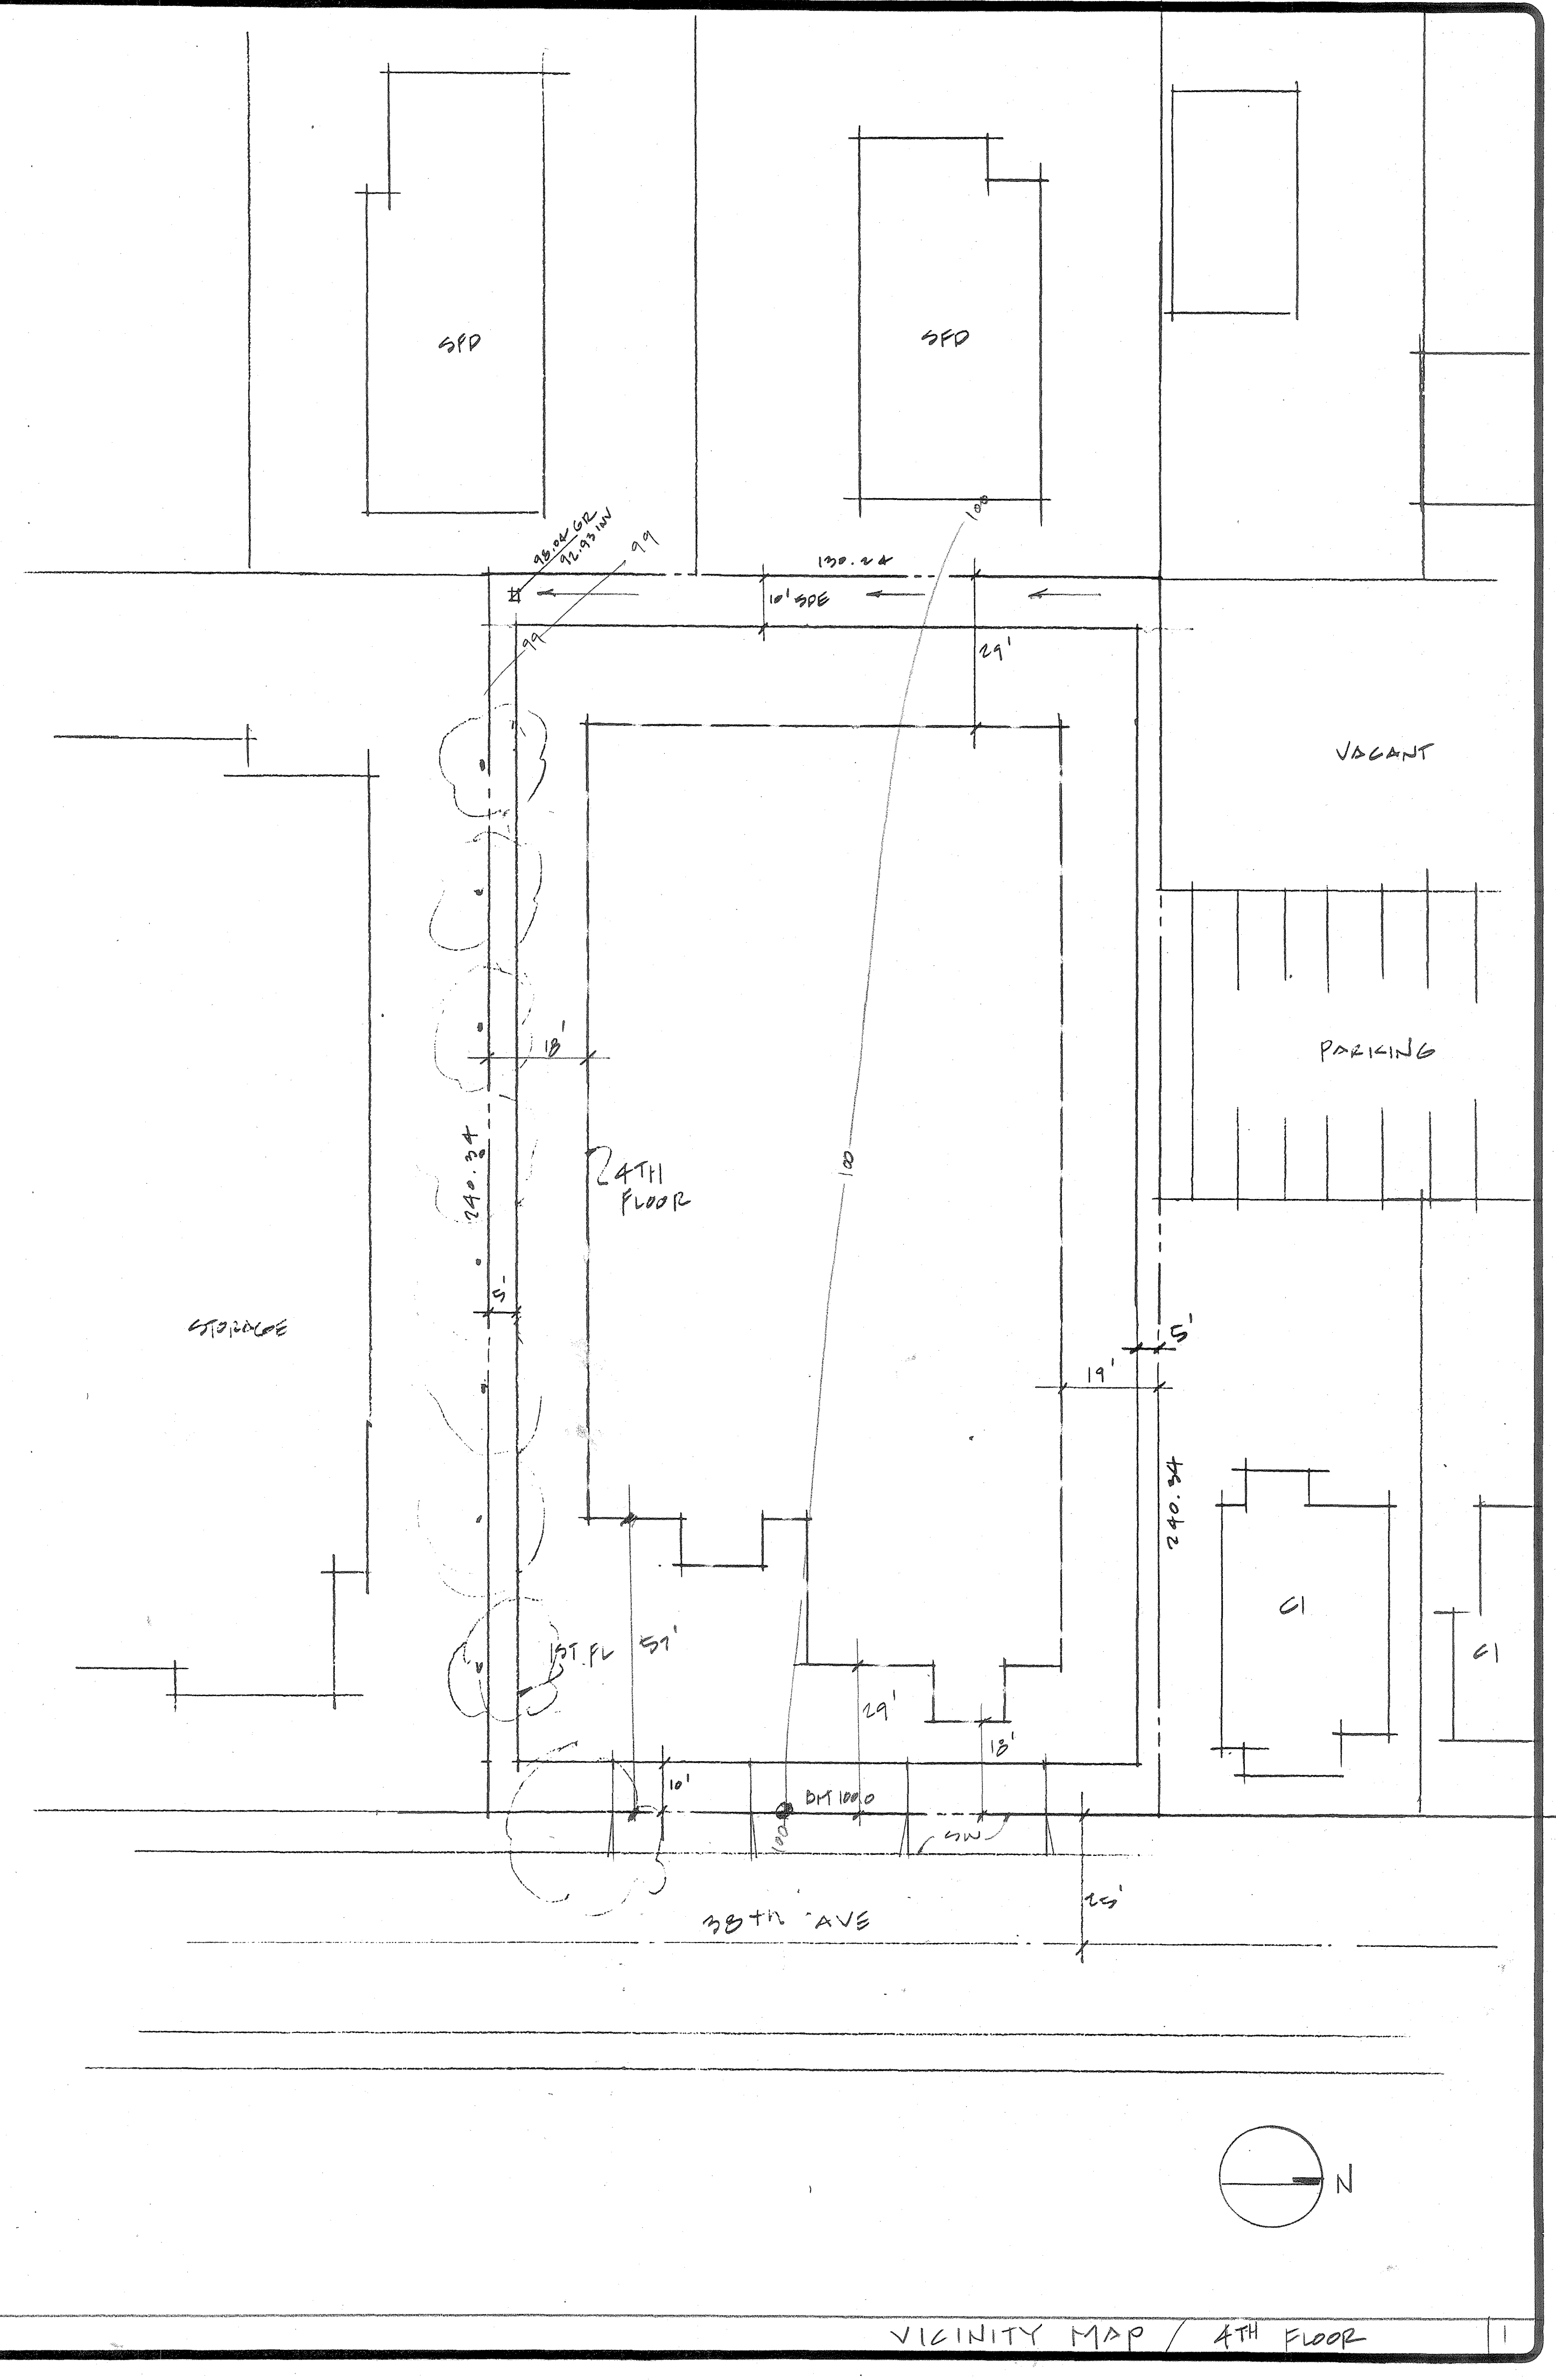 SFD
SFD
98.04 GR
92.93 INV
99
100
130.24
10' SDE
99
29'
VACANT
18'
PARKING
240.34
4TH
FLOOR
100
5'
STORAGE
5'
19'
240.34
C1
C1
1ST. FL
57'
29'
18'
10'
BM 100.0
100
SW
25'
38TH AVE
N
VICINITY MAP / 4TH FLOOR
1